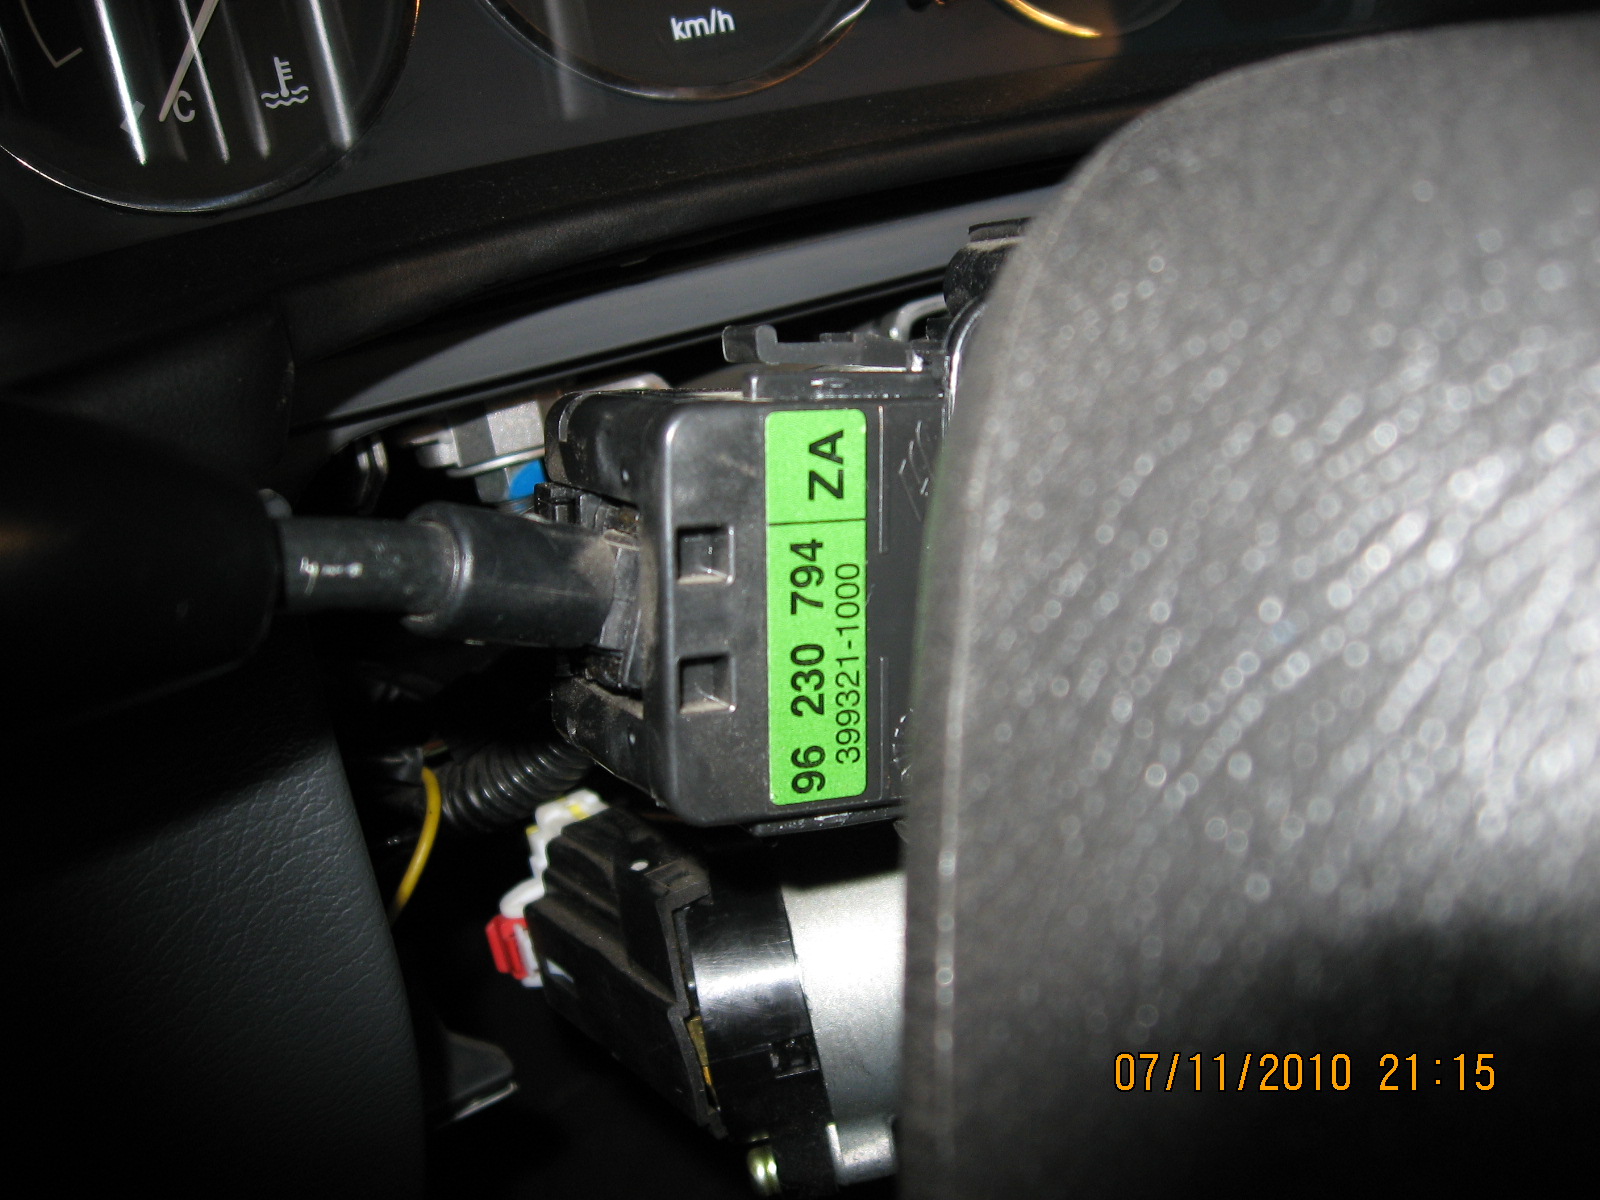 km/h
C
96 230 794 ZA
399321-1000
07/11/2010 21:15